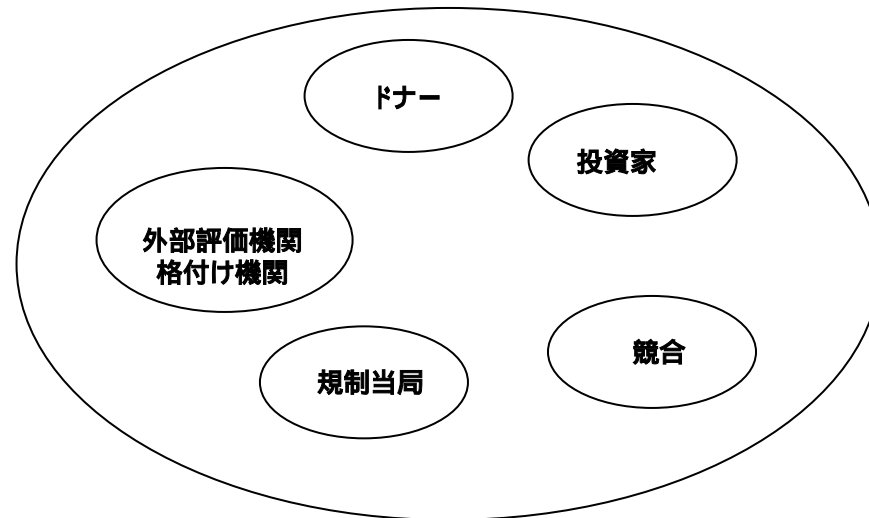 ドナー
投資家
外部評価機関
格付け機関
競合
規制当局